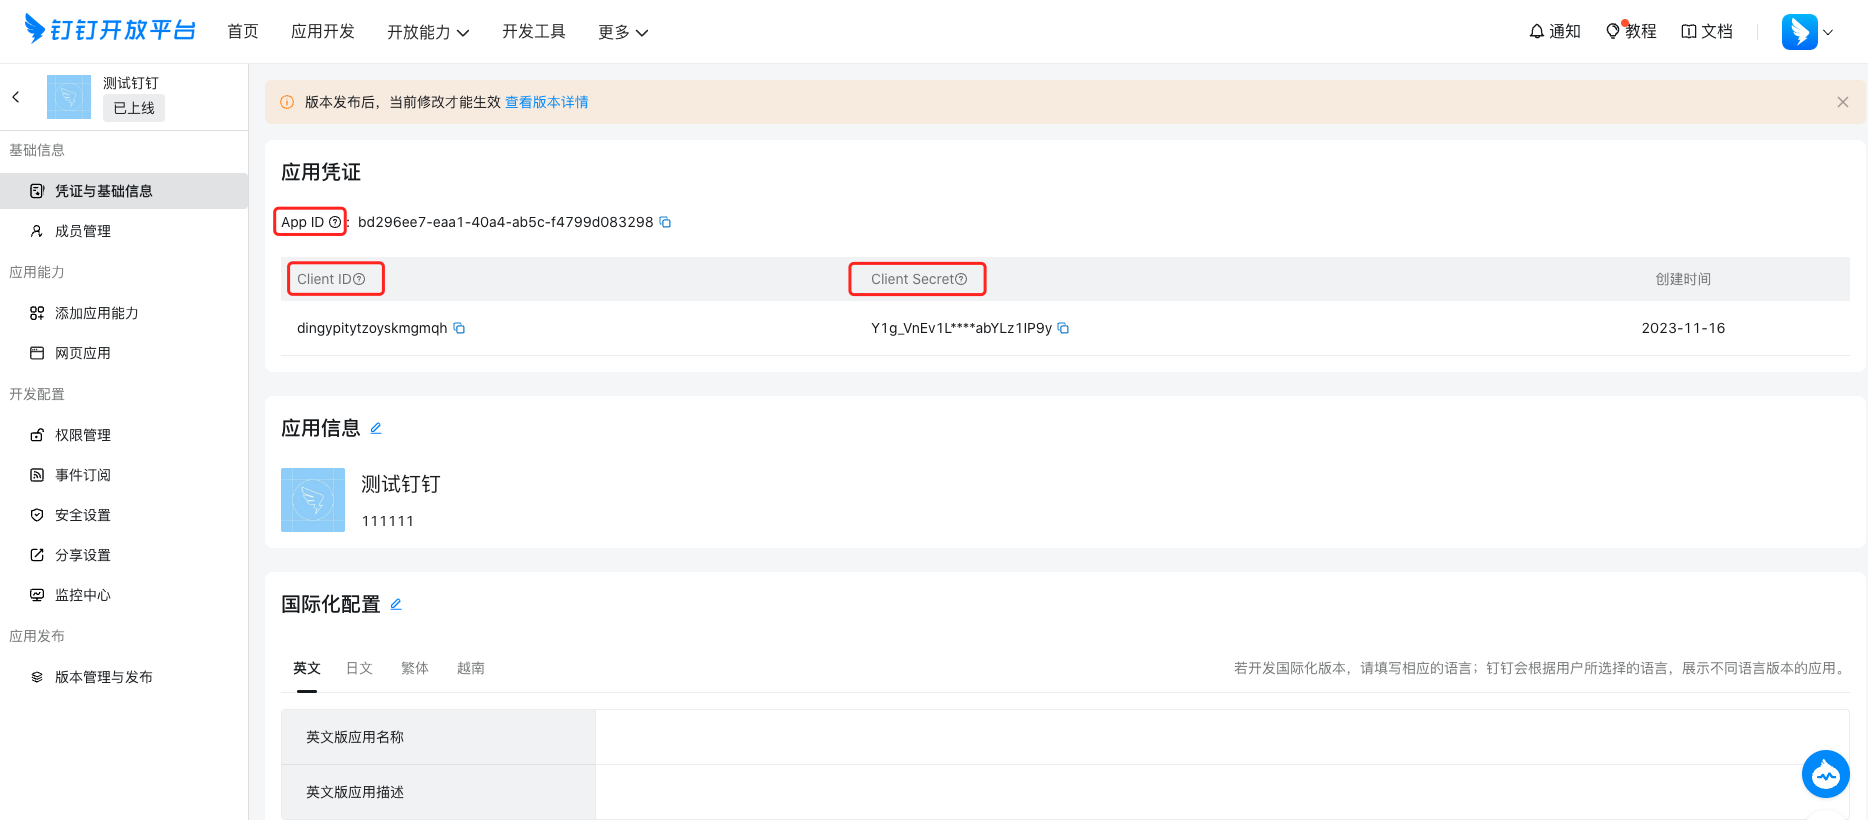 钉钉开放平台 首页 应用开发 开放能力 开发工具 更多 通知 教程 文档
测试钉钉
已上线
基础信息
凭证与基础信息
成员管理
应用能力
添加应用能力
网页应用
开发配置
权限管理
事件订阅
安全设置
分享设置
监控中心
应用发布
版本管理与发布
版本发布后，当前修改才能生效 查看版本详情
应用凭证
App ID : bd296ee7-eaa1-40a4-ab5c-f4799d083298
Client ID Client Secret 创建时间
dingypitytzoyskmgmqh Y1g_VnEv1L****abYLz1IP9y 2023-11-16
应用信息
测试钉钉
111111
国际化配置
英文 日文 繁体 越南 若开发国际化版本，请填写相应的语言；钉钉会根据用户所选择的语言，展示不同语言版本的应用。
英文版应用名称
英文版应用描述